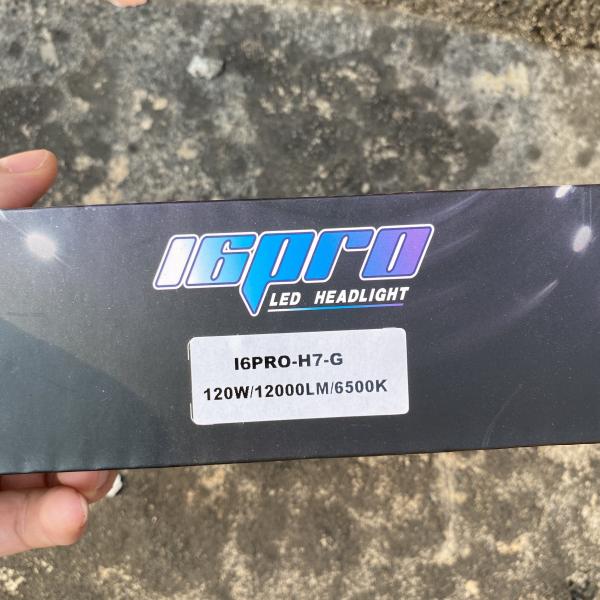 I6pro
LED HEADLIGHT
I6PRO-H7-G
120W/12000LM/6500K